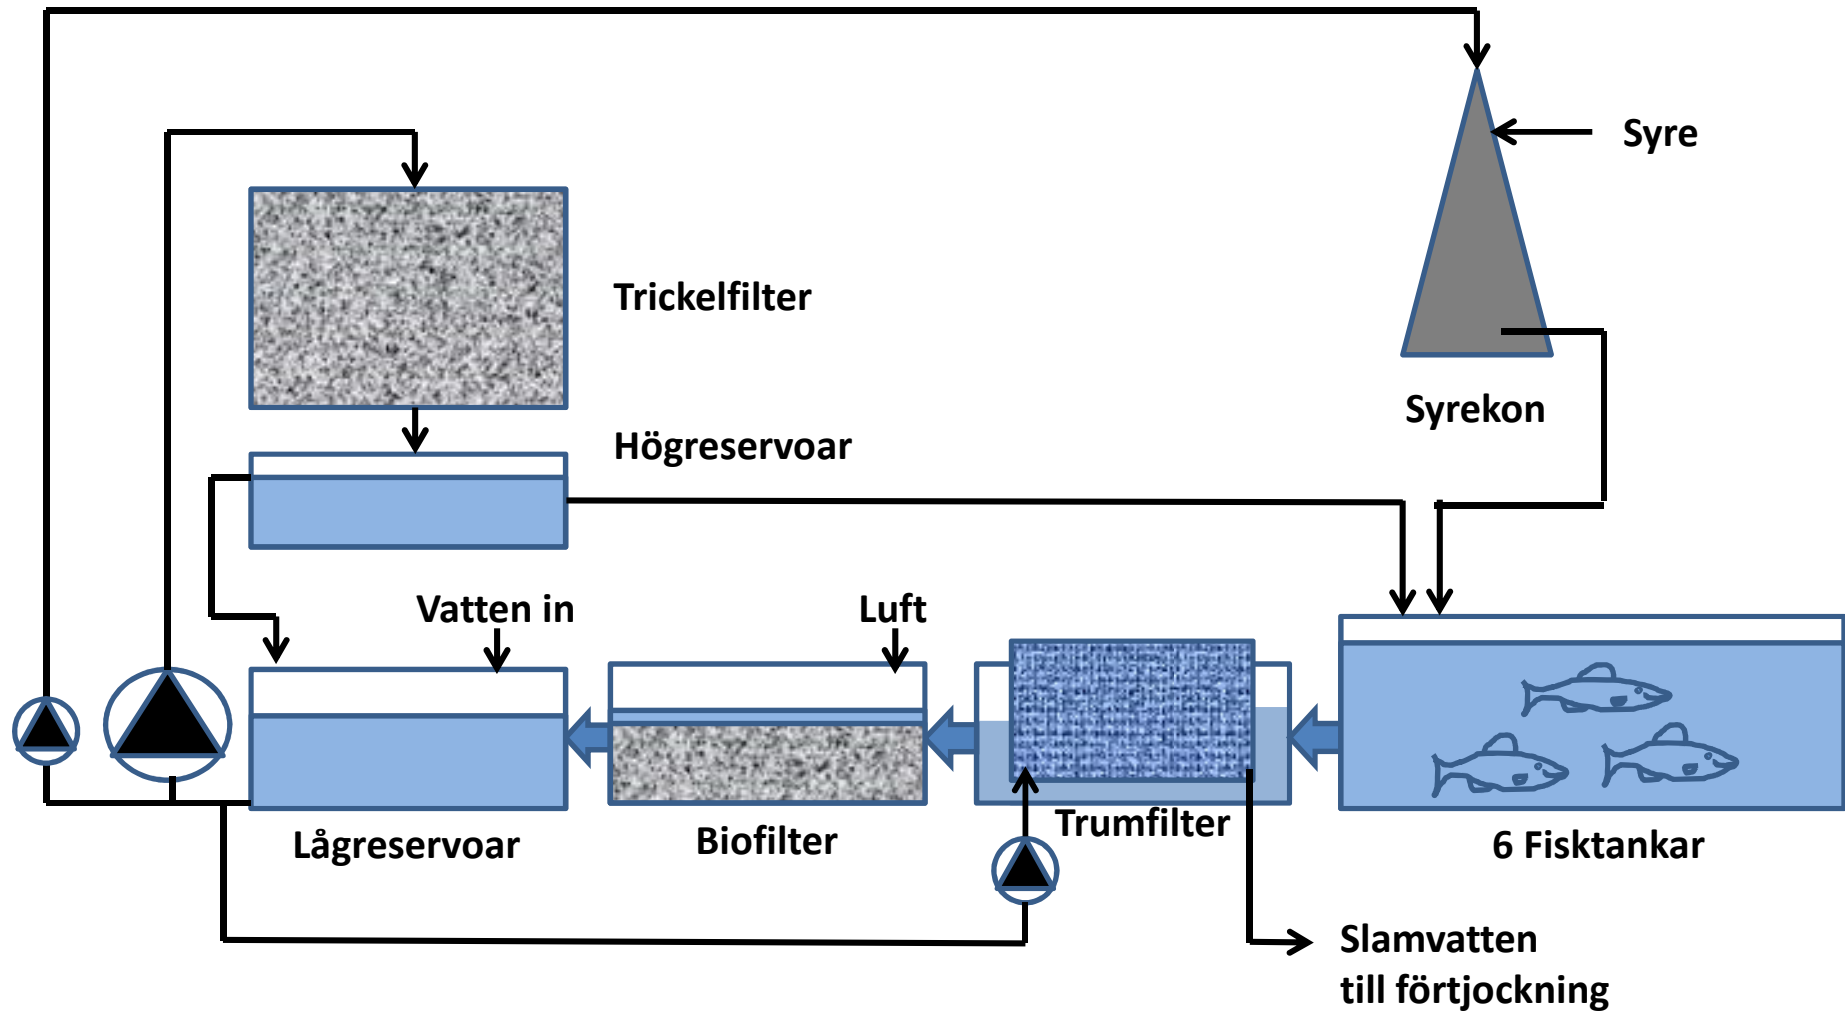 Syre
Trickelfilter
Syrekon
Högreservoar
Vatten in
Luft
Trumfilter
Lågreservoar
Biofilter
6 Fisktankar
Slamvatten
till förtjockning